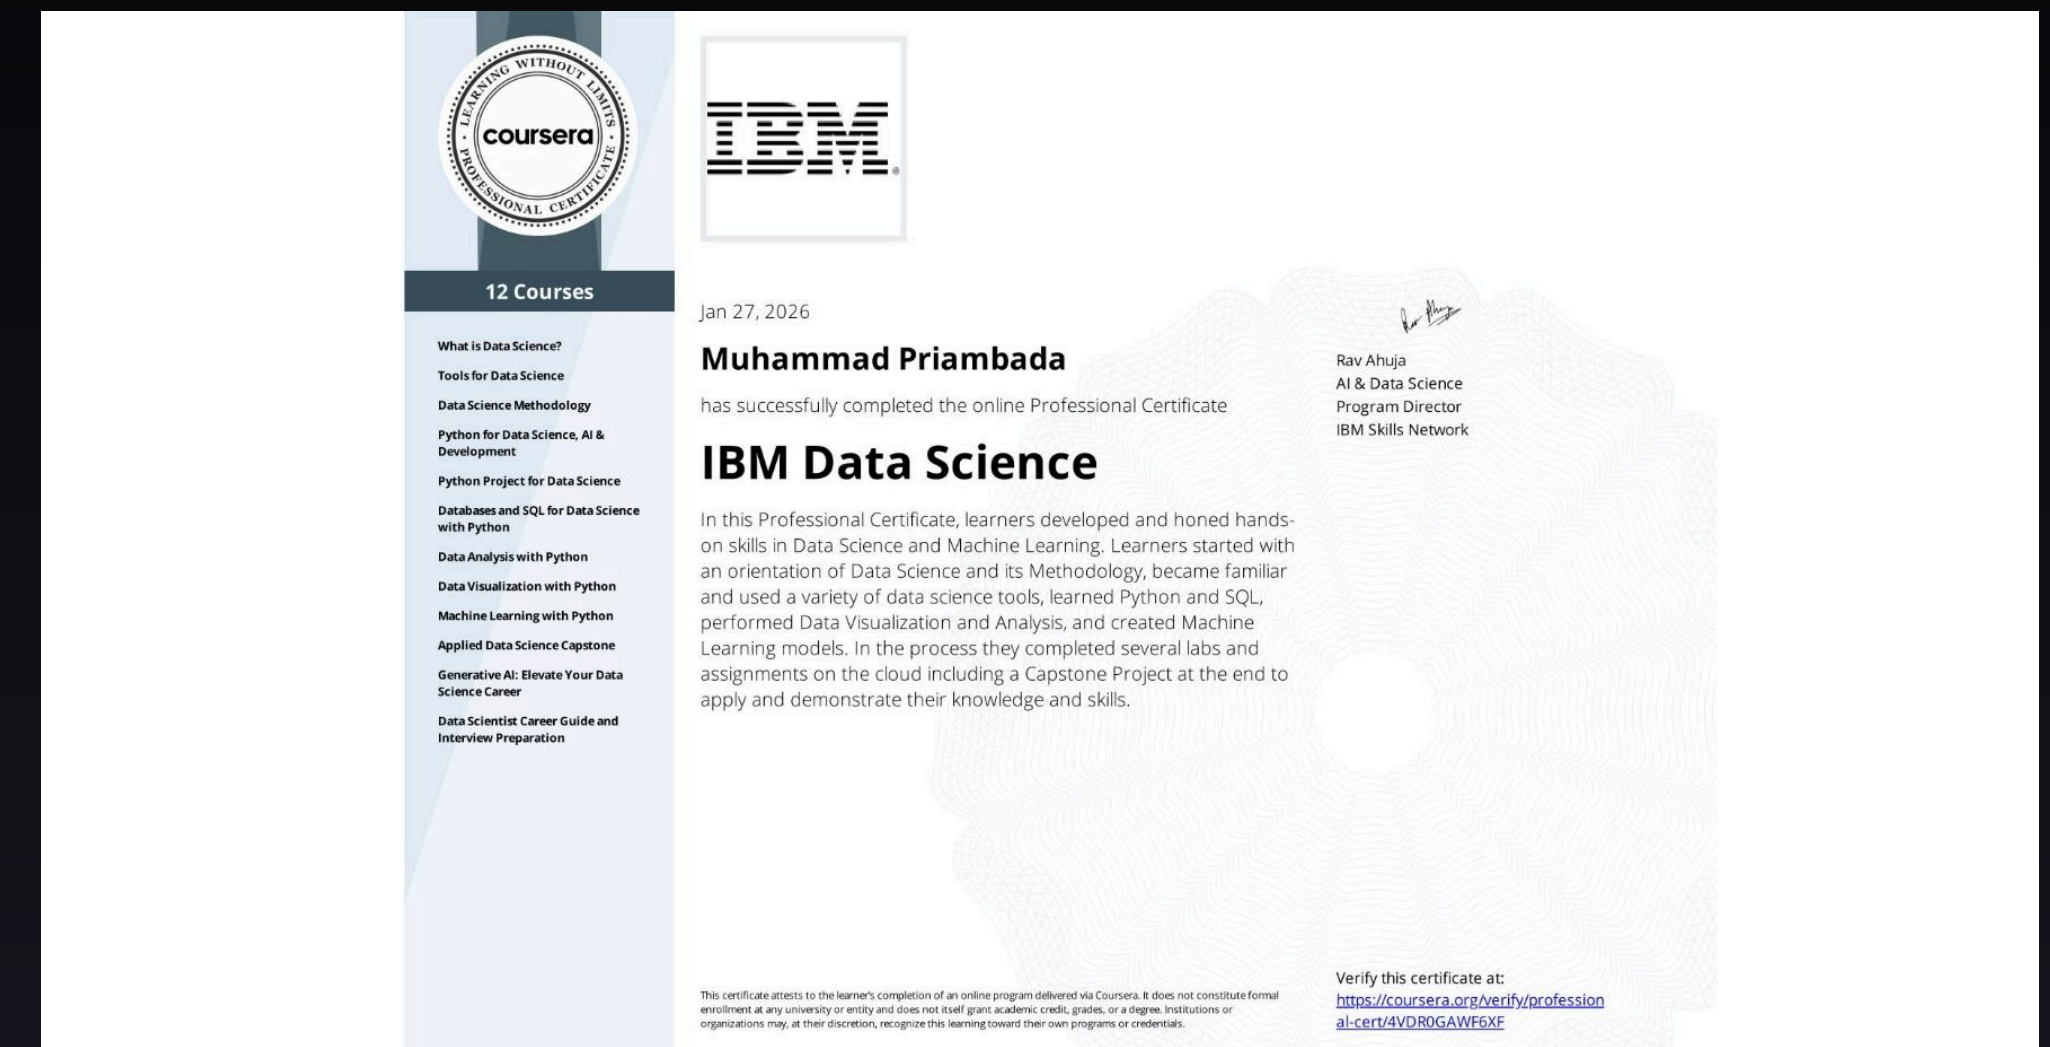 LEARNING WITHOUT LIMITS
coursera
PROFESSIONAL CERTIFICATE
12 Courses
What is Data Science?
Tools for Data Science
Data Science Methodology
Python for Data Science, AI &
Development
Python Project for Data Science
Databases and SQL for Data Science
with Python
Data Analysis with Python
Data Visualization with Python
Machine Learning with Python
Applied Data Science Capstone
Generative AI: Elevate Your Data
Science Career
Data Scientist Career Guide and
Interview Preparation
IBM®
Jan 27, 2026
Muhammad Priambada
has successfully completed the online Professional Certificate
IBM Data Science
In this Professional Certificate, learners developed and honed hands-
on skills in Data Science and Machine Learning. Learners started with
an orientation of Data Science and its Methodology, became familiar
and used a variety of data science tools, learned Python and SQL,
performed Data Visualization and Analysis, and created Machine
Learning models. In the process they completed several labs and
assignments on the cloud including a Capstone Project at the end to
apply and demonstrate their knowledge and skills.
Rav Ahuja
Rav Ahuja
AI & Data Science
Program Director
IBM Skills Network
This certificate attests to the learner's completion of an online program delivered via Coursera. It does not constitute formal
enrollment at any university or entity and does not itself grant academic credit, grades, or a degree. Institutions or
organizations may, at their discretion, recognize this learning toward their own programs or credentials.
Verify this certificate at:
https://coursera.org/verify/profession
al-cert/4VDR0GAWF6XF